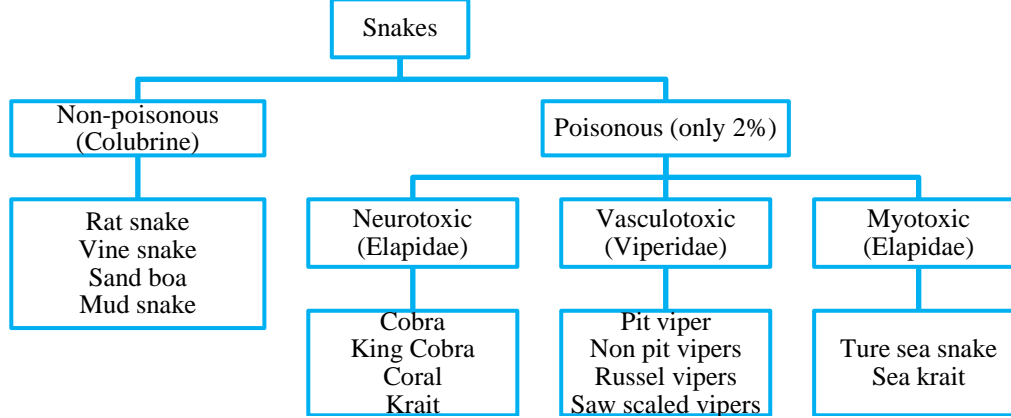 Snakes
Non-poisonous
(Colubrine)
Poisonous (only 2%)
Rat snake
Vine snake
Sand boa
Mud snake
Neurotoxic
(Elapidae)
Vasculotoxic
(Viperidae)
Myotoxic
(Elapidae)
Cobra
King Cobra
Coral
Krait
Pit viper
Non pit vipers
Russel vipers
Saw scaled vipers
Ture sea snake
Sea krait